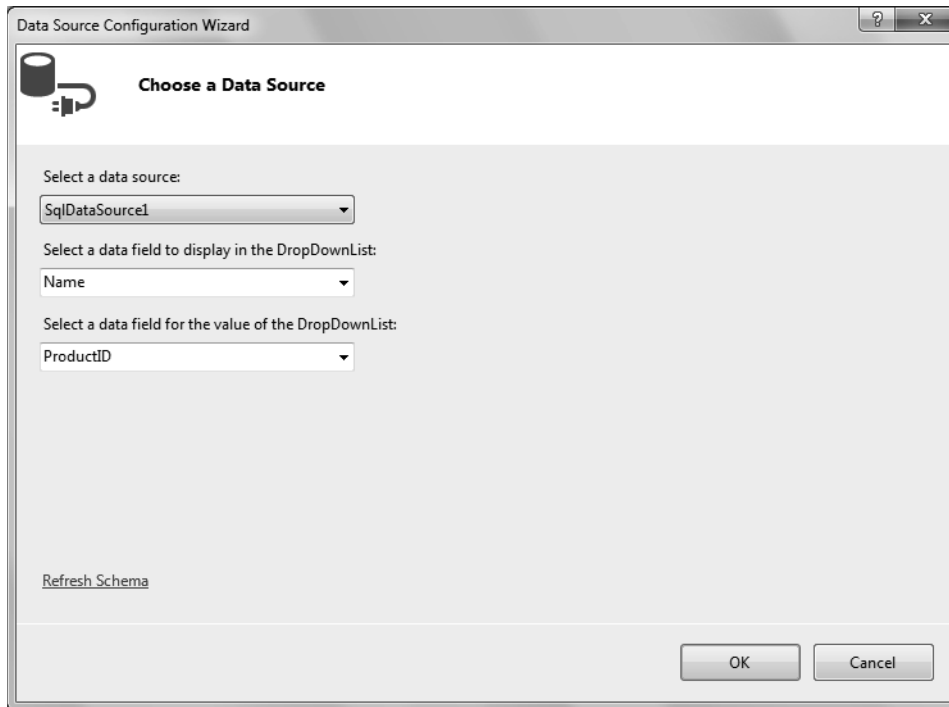 Data Source Configuration Wizard
? X
Choose a Data Source
Select a data source:
SqlDataSource1
Select a data field to display in the DropDownList:
Name
Select a data field for the value of the DropDownList:
ProductID
Refresh Schema
OK Cancel